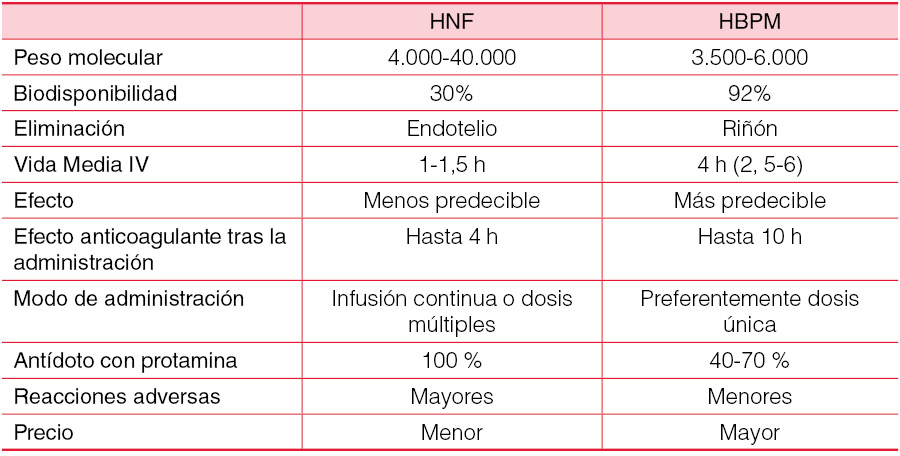 HNF HBPM
Peso molecular 4.000-40.000 3.500-6.000
Biodisponibilidad 30% 92%
Eliminación Endotelio Riñón
Vida Media IV 1-1,5 h 4 h (2, 5-6)
Efecto Menos predecible Más predecible
Efecto anticoagulante tras la Hasta 4 h Hasta 10 h
administración
Modo de administración Infusión continua o dosis Preferentemente dosis
múltiples única
Antídoto con protamina 100 % 40-70 %
Reacciones adversas Mayores Menores
Precio Menor Mayor